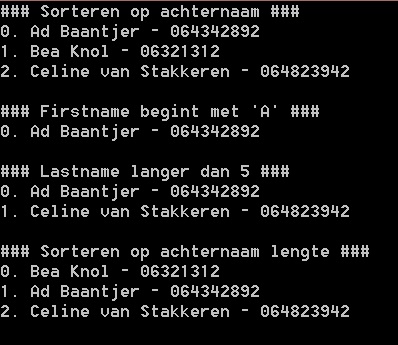 ### Sorteren op achternaam ###
0. Ad Baantjer - 064342892
1. Bea Knol - 06321312
2. Celine van Stakkeren - 064823942
### Firstname begint met 'A' ###
0. Ad Baantjer - 064342892
### Lastname langer dan 5 ###
0. Ad Baantjer - 064342892
1. Celine van Stakkeren - 064823942
### Sorteren op achternaam lengte ###
0. Bea Knol - 06321312
1. Ad Baantjer - 064342892
2. Celine van Stakkeren - 064823942